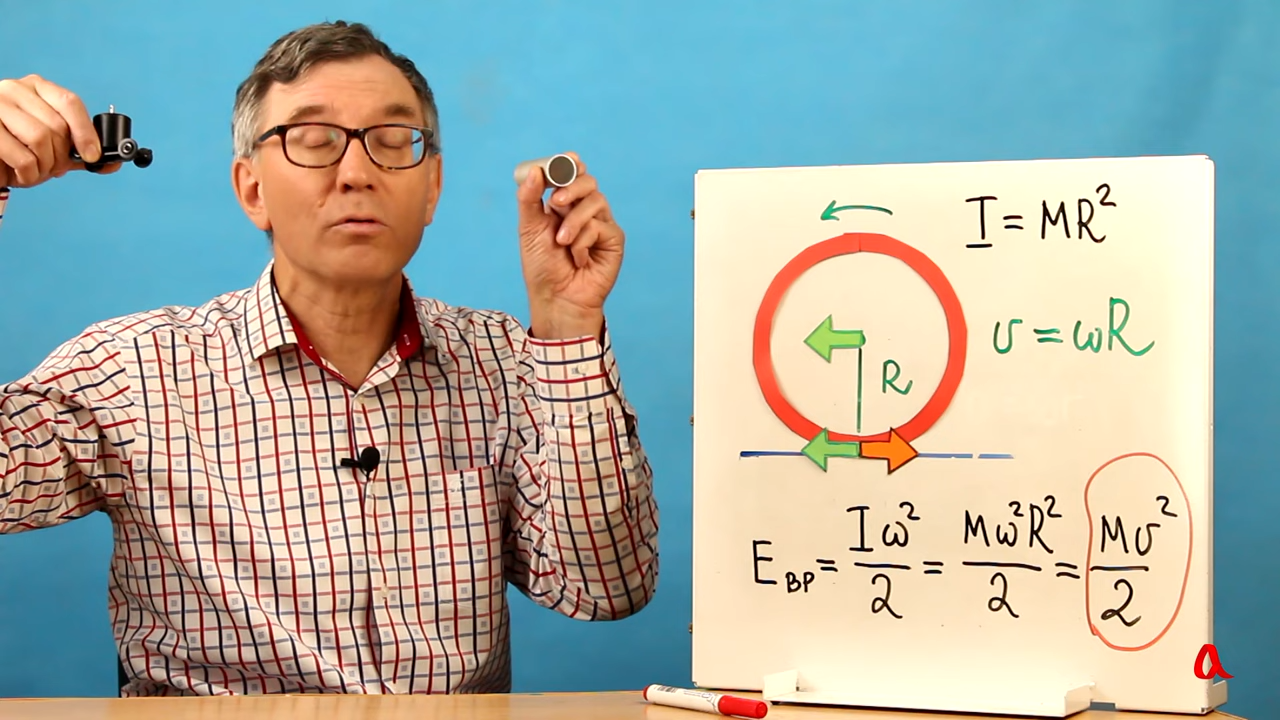 I = MR²
υ = ωR
R
E_ВР = Iω²/2 = Mω²R²/2 = Mυ²/2
a